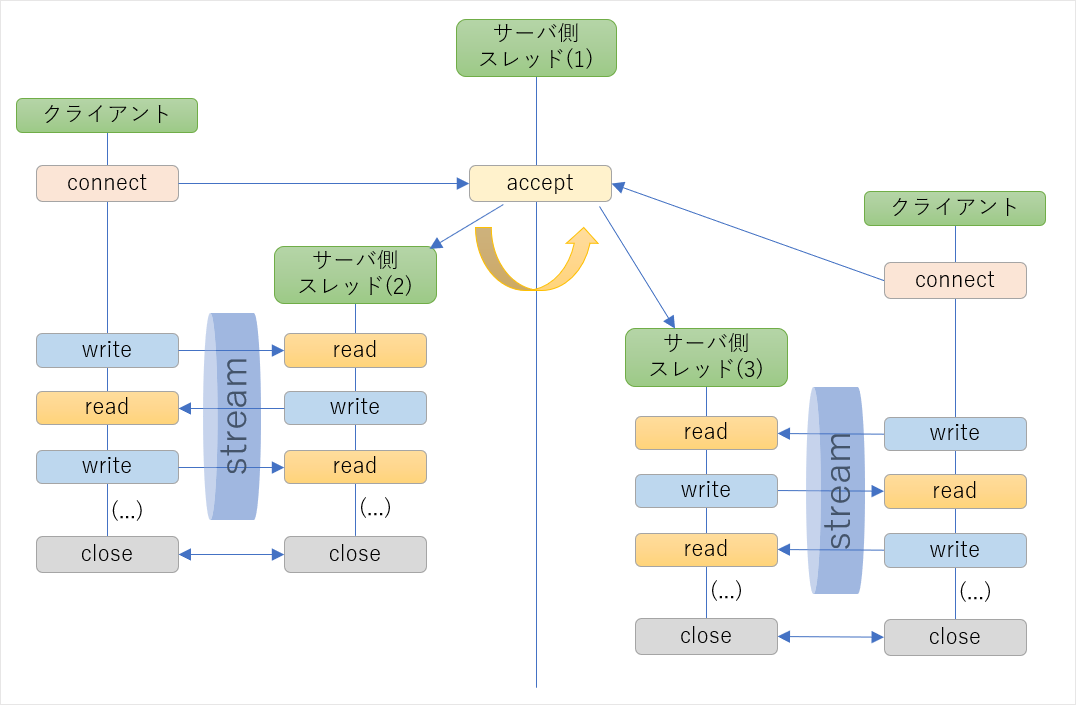 サーバ側
スレッド(1)
クライアント
connect
accept
クライアント
connect
サーバ側
スレッド(2)
write
read
read
write
write
read
stream
(...)
(...)
close
close
サーバ側
スレッド(3)
read
write
write
read
read
write
stream
(...)
(...)
close
close